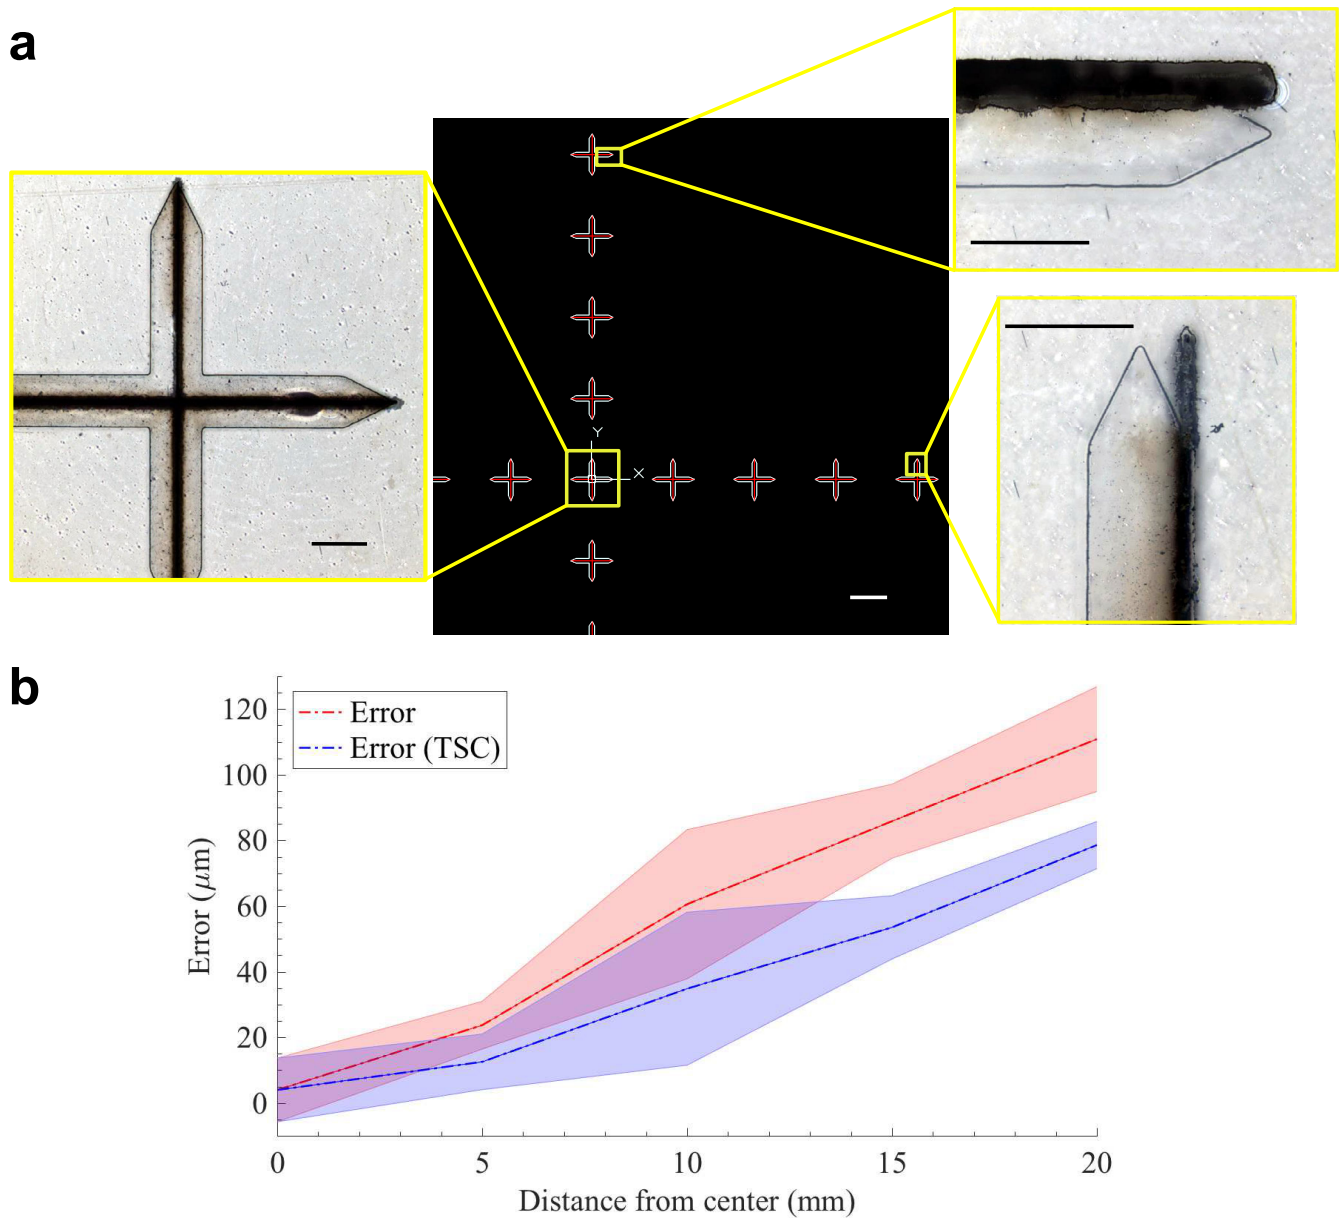 a
Y
X
b
Error (μm)
120
100
80
60
40
20
0
Error
Error (TSC)
0 5 10 15 20
Distance from center (mm)